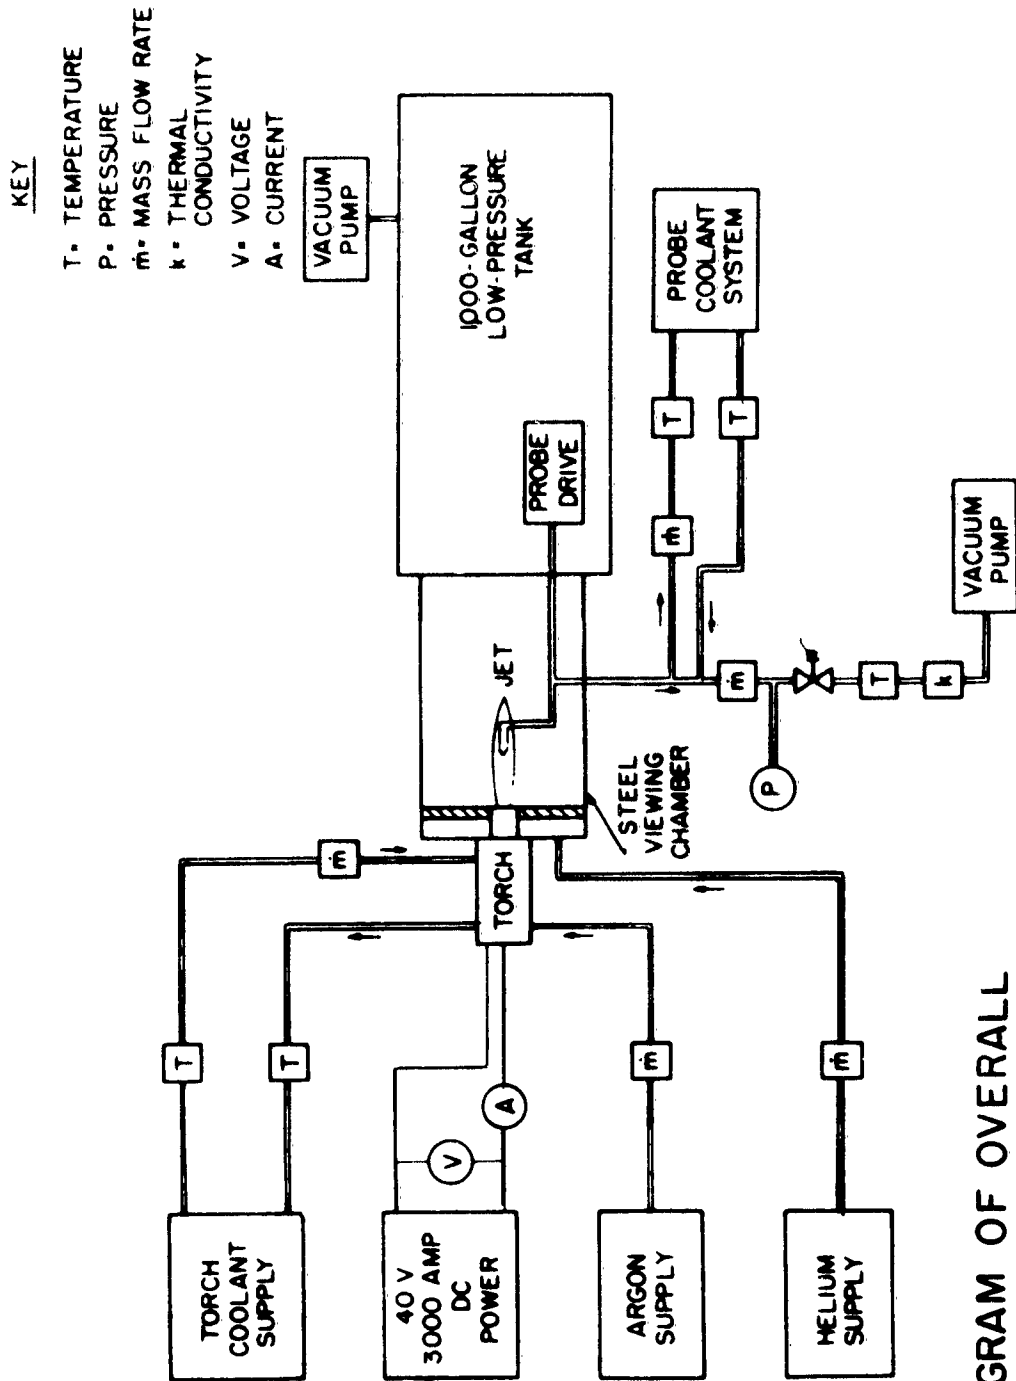 KEY
T = TEMPERATURE
P = PRESSURE
ṁ = MASS FLOW RATE
k = THERMAL
CONDUCTIVITY
V = VOLTAGE
A = CURRENT
VACUUM
PUMP
1,000-GALLON
LOW-PRESSURE
TANK
PROBE
DRIVE
PROBE
COOLANT
SYSTEM
T
T
ṁ
VACUUM
PUMP
ṁ
T
k
P
JET
STEEL
VIEWING
CHAMBER
TORCH
ṁ
T
T
TORCH
COOLANT
SUPPLY
A
V
40 V
3000 AMP
DC
POWER
ṁ
ARGON
SUPPLY
ṁ
HELIUM
SUPPLY
GRAM OF OVERALL